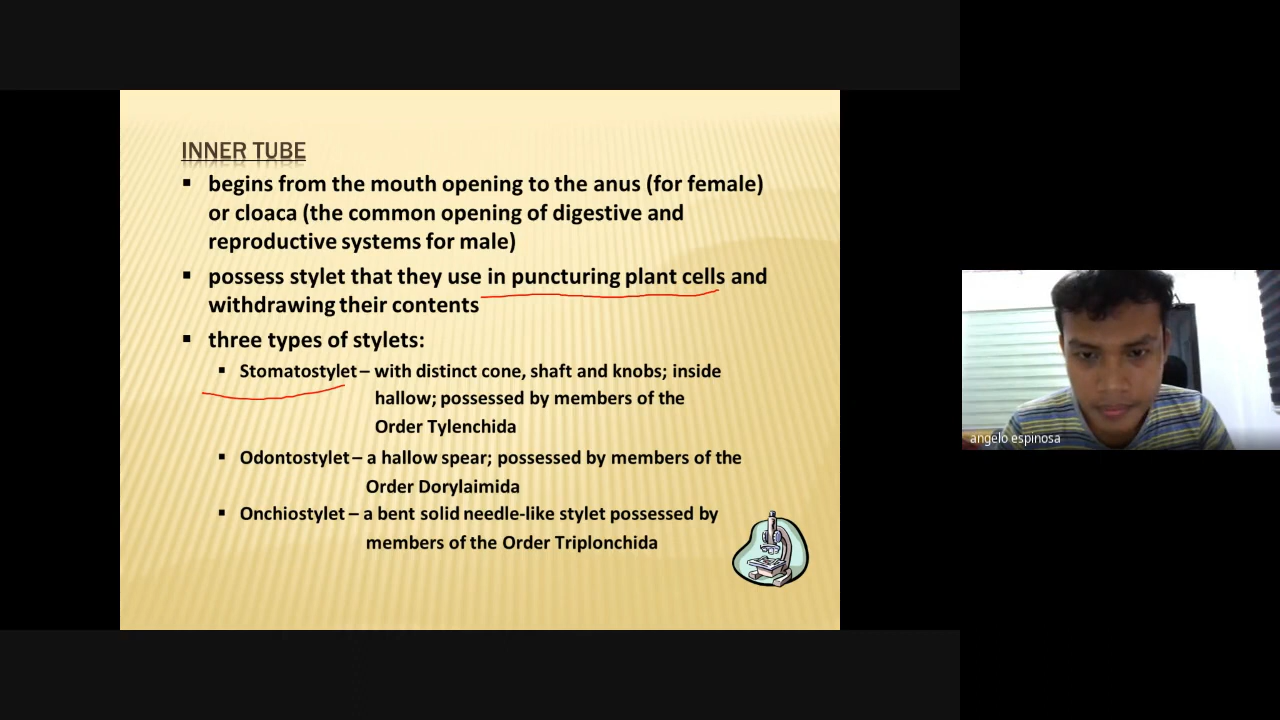 INNER TUBE
▪ begins from the mouth opening to the anus (for female)
or cloaca (the common opening of digestive and
reproductive systems for male)
▪ possess stylet that they use in puncturing plant cells and
withdrawing their contents
▪ three types of stylets:
▪ Stomatostylet – with distinct cone, shaft and knobs; inside
hallow; possessed by members of the
Order Tylenchida
▪ Odontostylet – a hallow spear; possessed by members of the
Order Dorylaimida
▪ Onchiostylet – a bent solid needle-like stylet possessed by
members of the Order Triplonchida
angelo espinosa